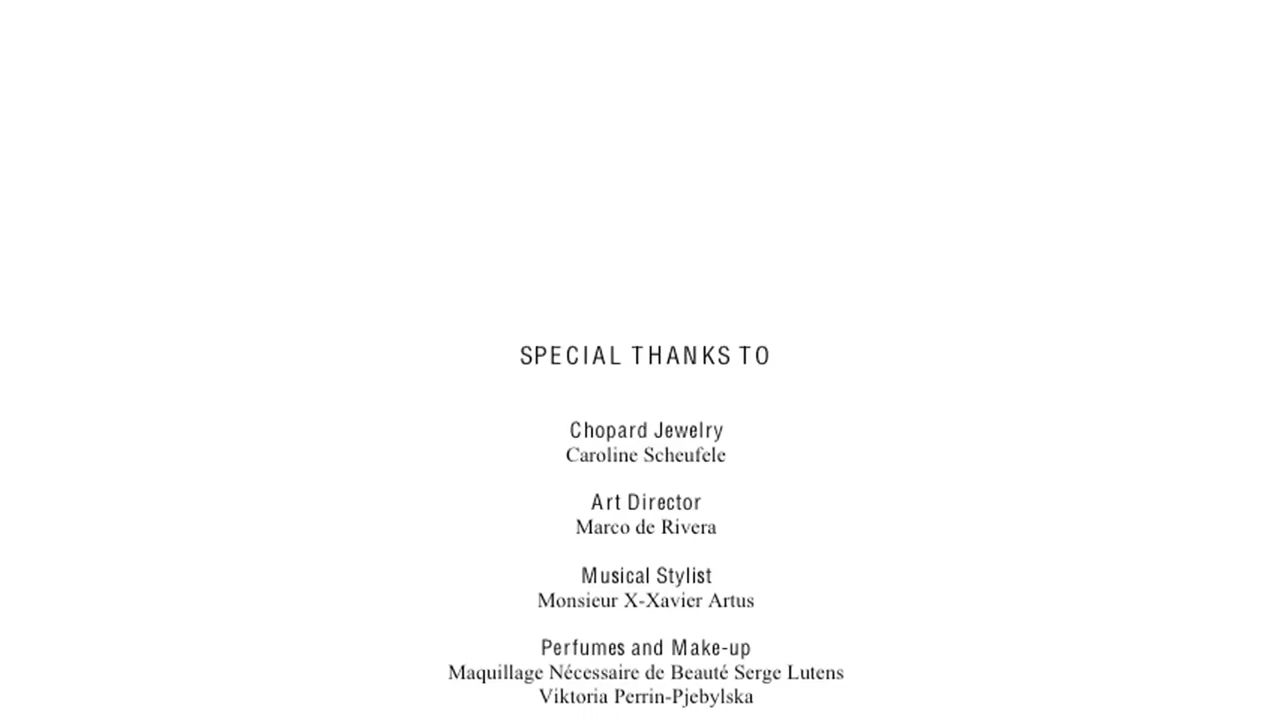 SPECIAL THANKS TO
Chopard Jewelry
Caroline Scheufele
Art Director
Marco de Rivera
Musical Stylist
Monsieur X-Xavier Artus
Perfumes and Make-up
Maquillage Nécessaire de Beauté Serge Lutens
Viktoria Perrin-Pjebylska